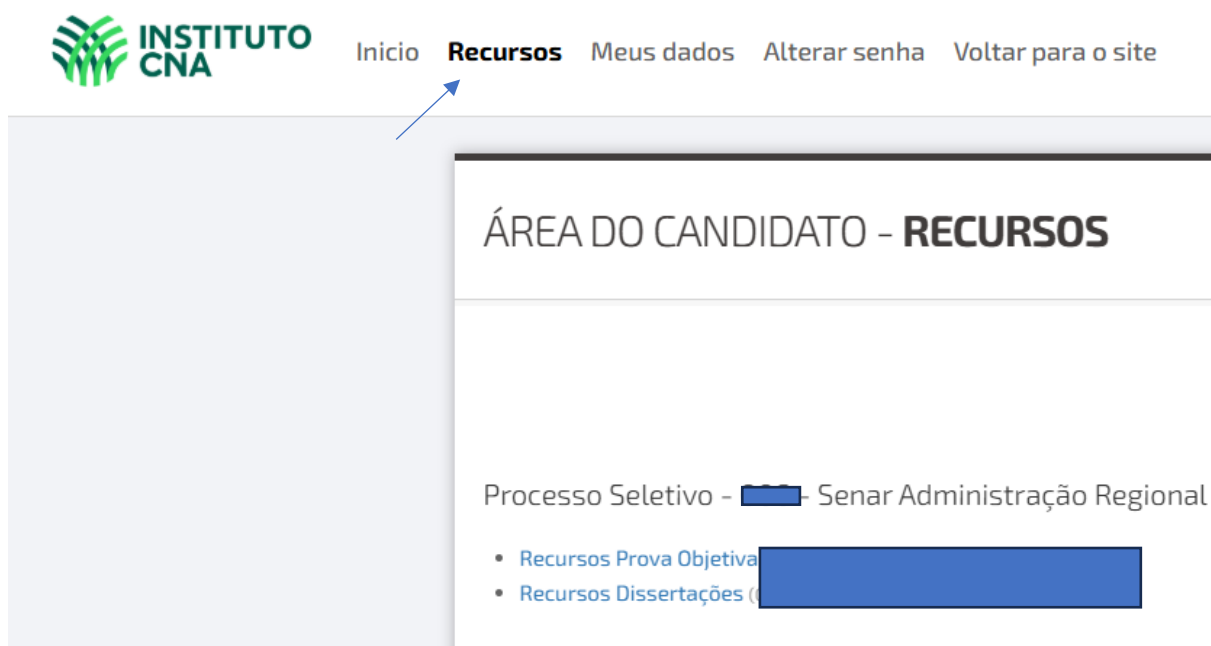 INSTITUTO
CNA
Inicio Recursos Meus dados Alterar senha Voltar para o site
ÁREA DO CANDIDATO - RECURSOS
Processo Seletivo - - Senar Administração Regional
Recursos Prova Objetiva
Recursos Dissertações (